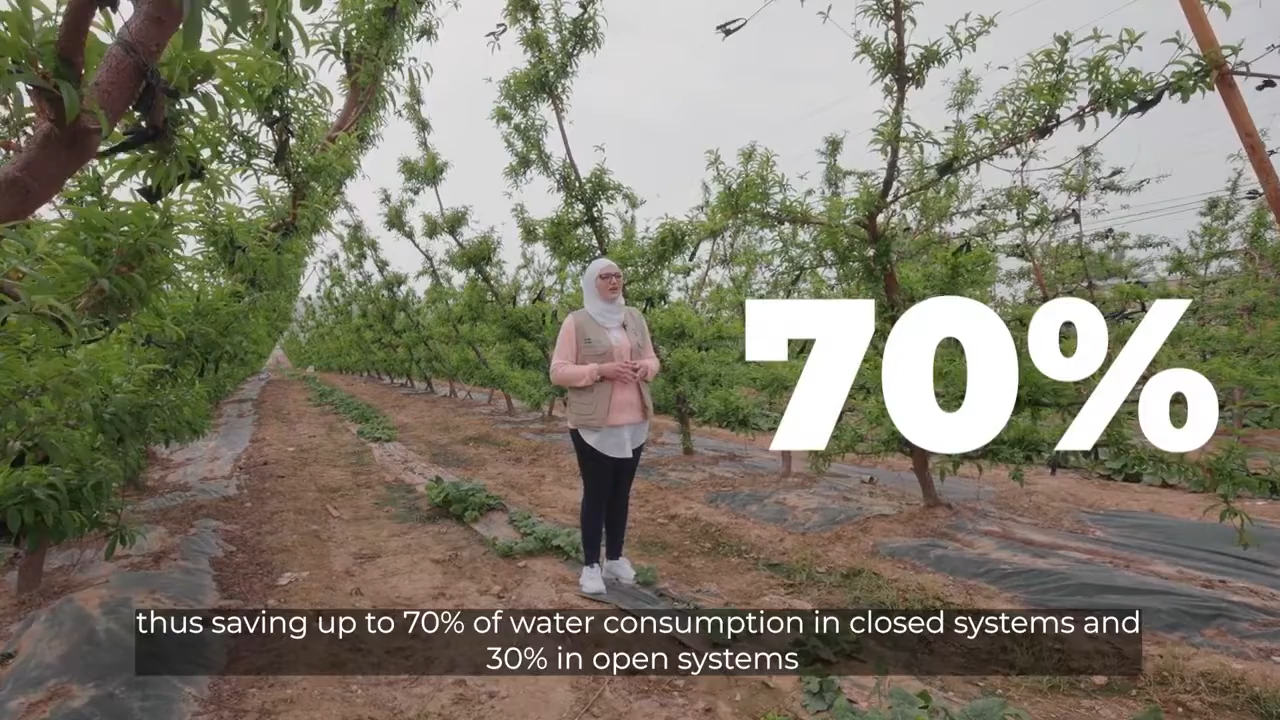 70%
thus saving up to 70% of water consumption in closed systems and
30% in open systems